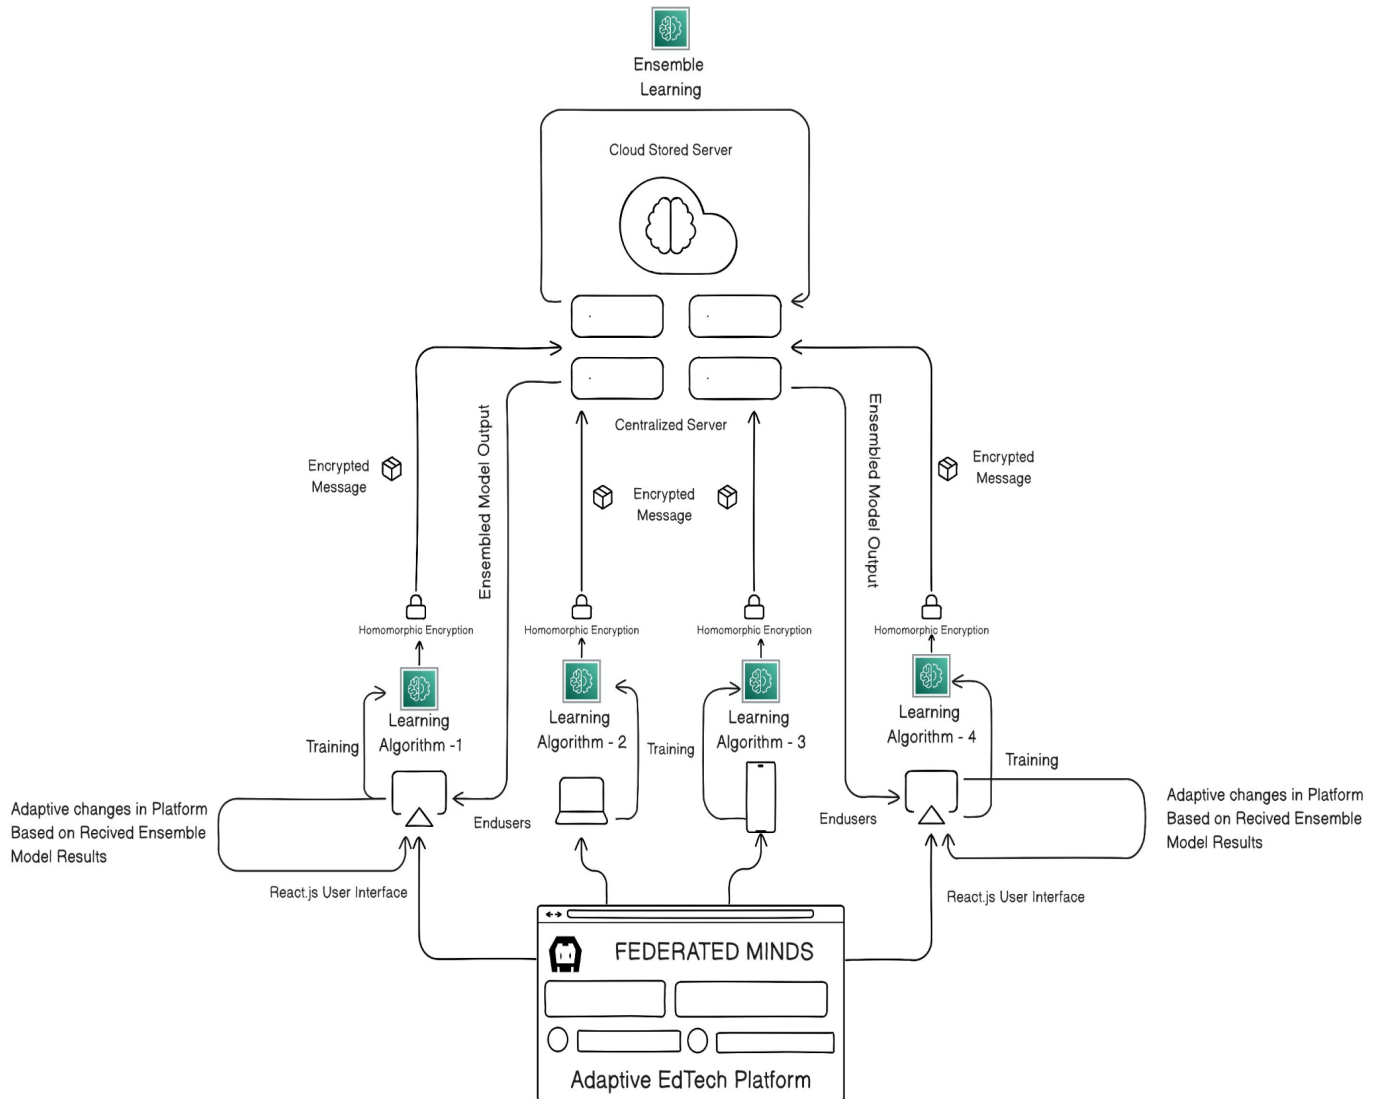 Ensemble
Learning
Cloud Stored Server
Centralized Server
Ensembled Model Output
Ensembled Model Output
Encrypted
Message
Encrypted
Message
Encrypted
Message
Homomorphic Encryption
Homomorphic Encryption
Homomorphic Encryption
Homomorphic Encryption
Learning
Algorithm -1
Learning
Algorithm - 2
Learning
Algorithm - 3
Learning
Algorithm - 4
Training
Training
Training
Adaptive changes in Platform
Based on Recived Ensemble
Model Results
Endusers
Endusers
Adaptive changes in Platform
Based on Recived Ensemble
Model Results
React.js User Interface
React.js User Interface
FEDERATED MINDS
Adaptive EdTech Platform